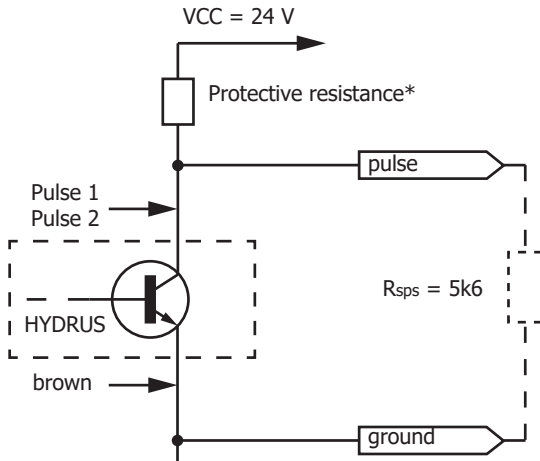 VCC = 24 V
Protective resistance*
pulse
Pulse 1
Pulse 2
Rsps = 5k6
HYDRUS
brown
ground